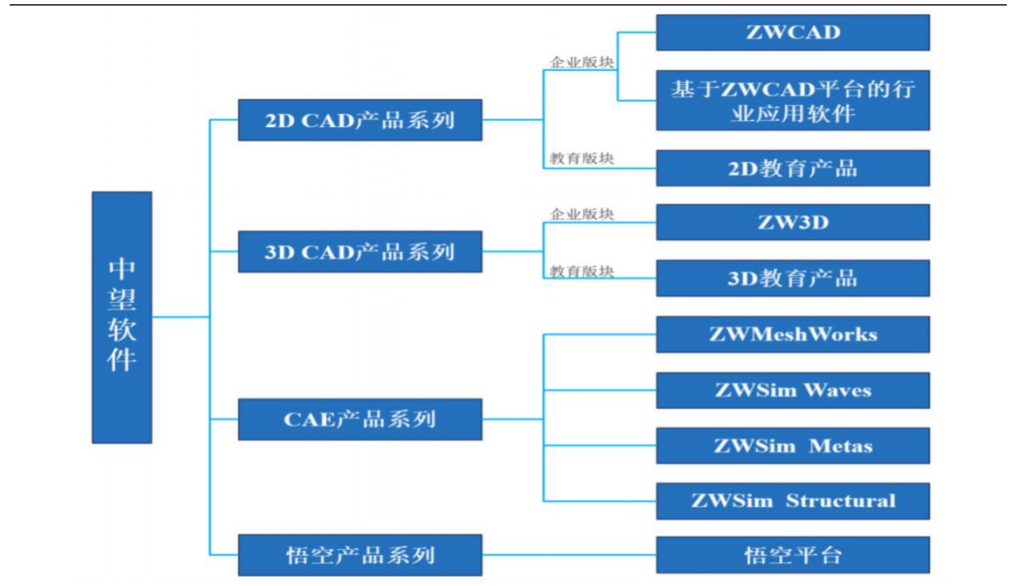 中望软件
2D CAD产品系列
企业版块
ZWCAD
基于ZWCAD平台的行
业应用软件
教育版块
2D教育产品
3D CAD产品系列
企业版块
ZW3D
教育版块
3D教育产品
CAE产品系列
ZWMeshWorks
ZWSim Waves
ZWSim Metas
ZWSim Structural
悟空产品系列
悟空平台